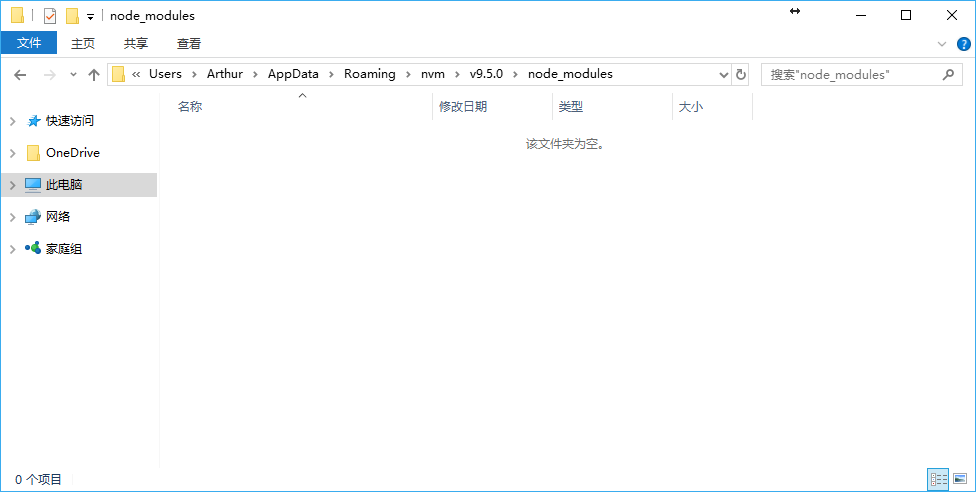 node_modules
文件 主页 共享 查看
« Users › Arthur › AppData › Roaming › nvm › v9.5.0 › node_modules 搜索"node_modules"
名称 修改日期 类型 大小
该文件夹为空。
快速访问
OneDrive
此电脑
网络
家庭组
0 个项目